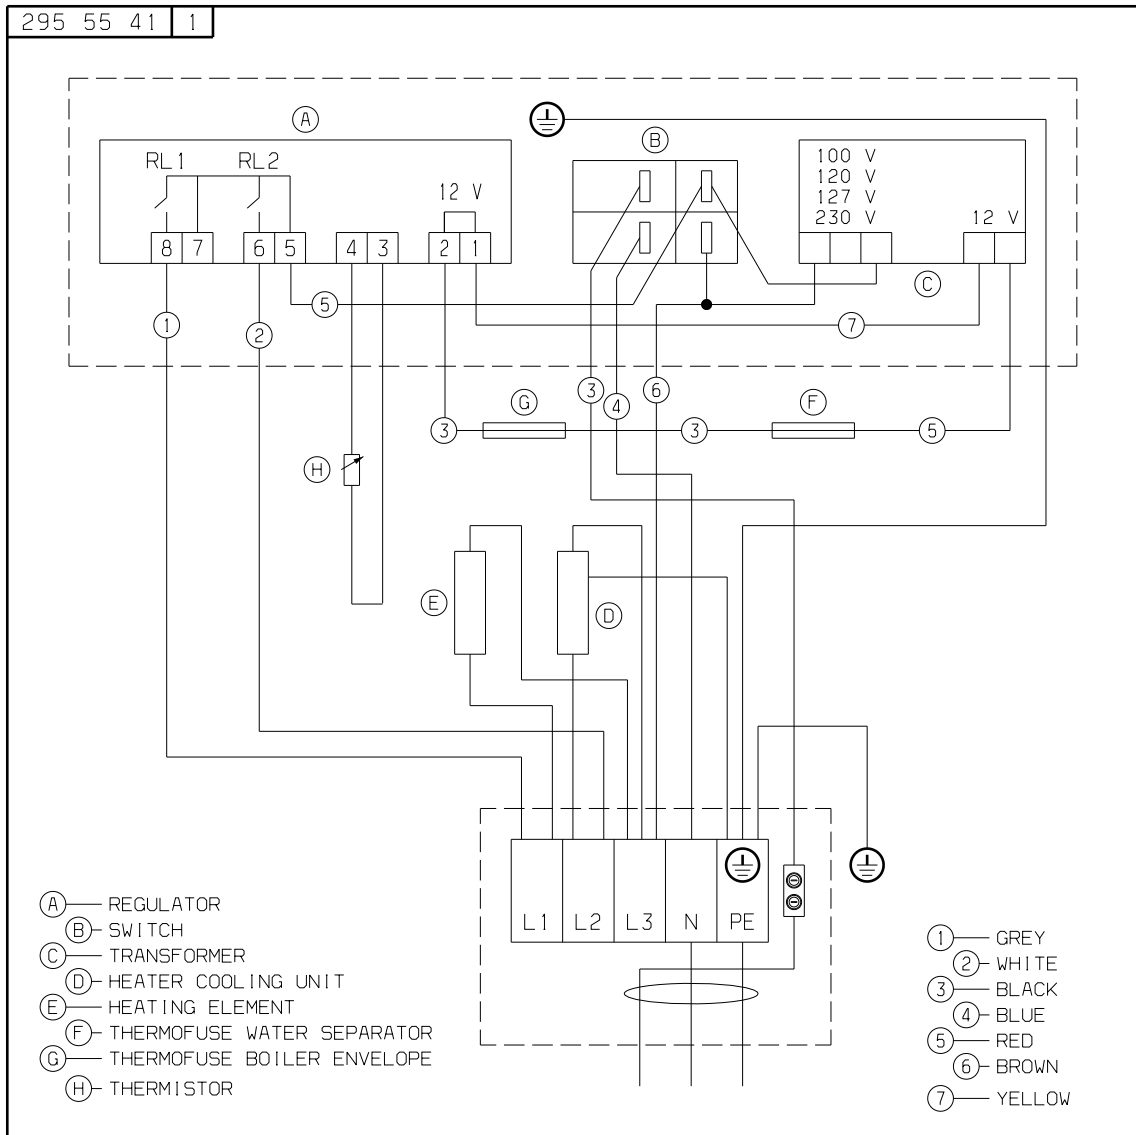 295 55 41 1
A
B
RL1 RL2
12 V
100 V
120 V
127 V
230 V
12 V
8 7 6 5 4 3 2 1
C
5
1
2
7
3
4
6
G
F
3
3
5
H
E
D
L1 L2 L3 N PE
A REGULATOR
B SWITCH
C TRANSFORMER
D HEATER COOLING UNIT
E HEATING ELEMENT
F THERMOFUSE WATER SEPARATOR
G THERMOFUSE BOILER ENVELOPE
H THERMISTOR
1 GREY
2 WHITE
3 BLACK
4 BLUE
5 RED
6 BROWN
7 YELLOW